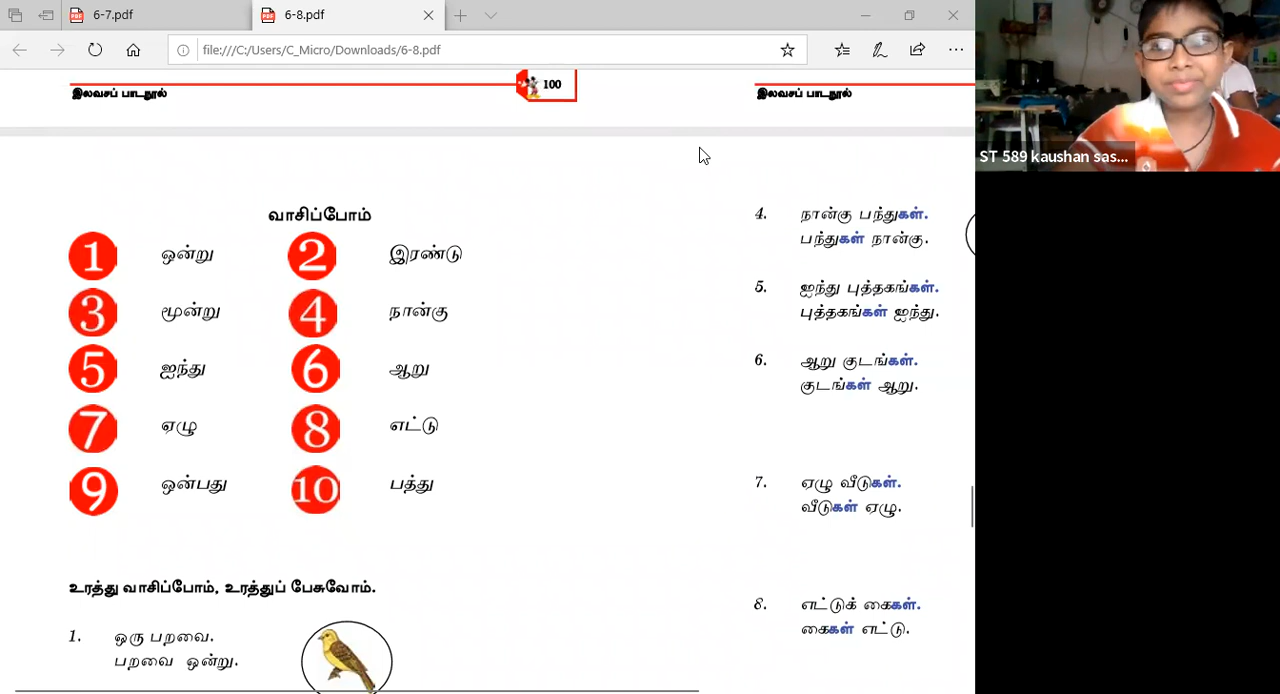 6-7.pdf
6-8.pdf
file:///C:/Users/C_Micro/Downloads/6-8.pdf
இலவசப் பாடநூல்
100
இலவசப் பாடநூல்
ST 589 kaushan sas...
வாசிப்போம்
1 ஒன்று 2 இரண்டு
3 மூன்று 4 நான்கு
5 ஐந்து 6 ஆறு
7 ஏழு 8 எட்டு
9 ஒன்பது 10 பத்து
உரத்து வாசிப்போம், உரத்துப் பேசுவோம்.
1. ஒரு பறவை.
பறவை ஒன்று.
4. நான்கு பந்துகள்.
பந்துகள் நான்கு.
5. ஐந்து புத்தகங்கள்.
புத்தகங்கள் ஐந்து.
6. ஆறு குடங்கள்.
குடங்கள் ஆறு.
7. ஏழு வீடுகள்.
வீடுகள் ஏழு.
8. எட்டுக் கைகள்.
கைகள் எட்டு.